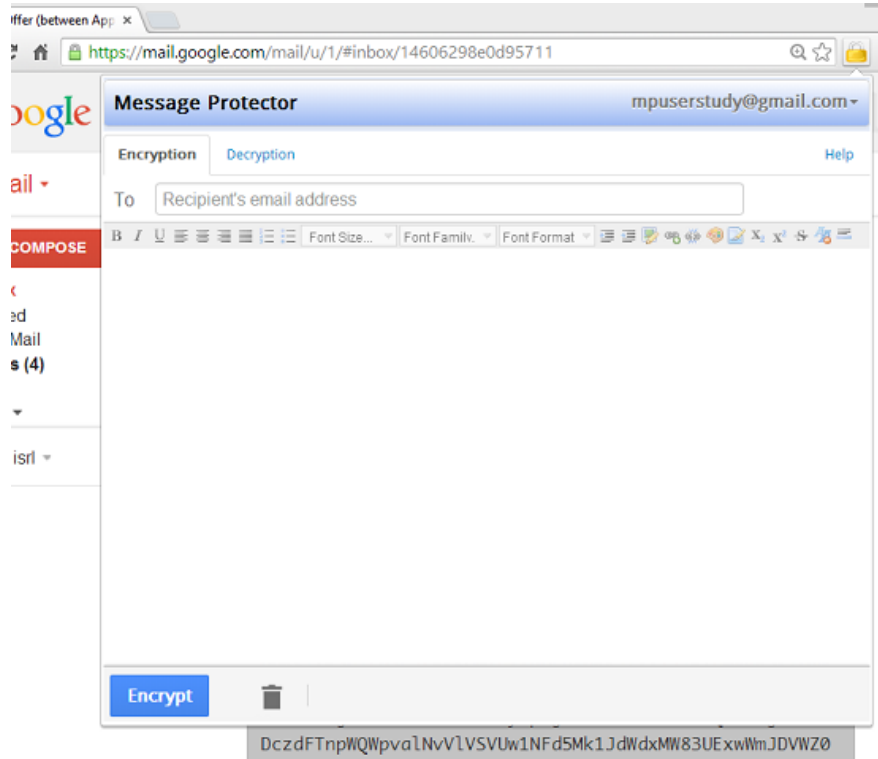 ffer (between App ×
https://mail.google.com/mail/u/1/#inbox/14606298e0d95711
oogle
Message Protector mpuserstudy@gmail.com
Encryption Decryption Help
ail
To Recipient's email address
COMPOSE
B I U Font Size... Font Family. Font Format X₂ X² S
x
ed
Mail
s (4)
isrl
Encrypt
DczdFTnpWQWpvalNvVlVSVUw1NFd5Mk1JdWdxMW83UExwWmJDVWZ0